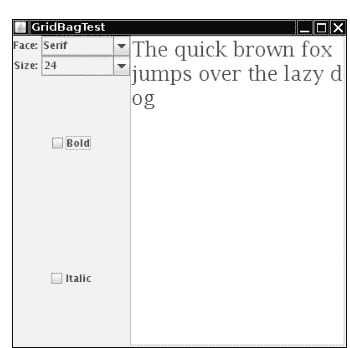 GridBagTest
Face: Serif
Size: 24
Bold
Italic
The quick brown fox
jumps over the lazy d
og